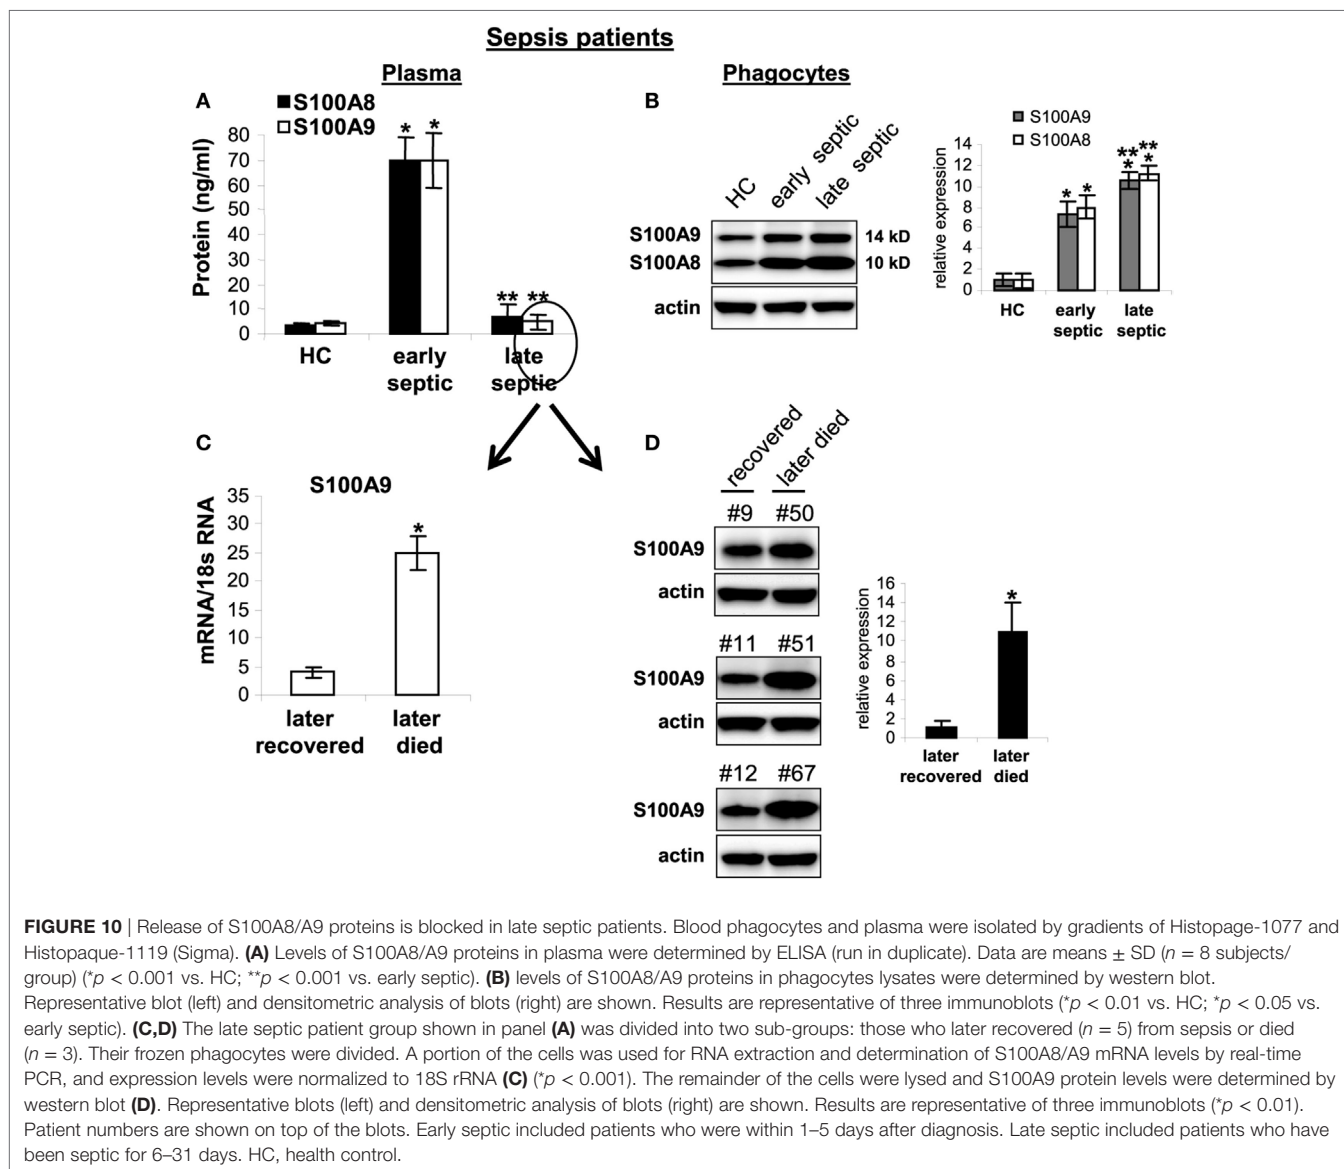 Sepsis patients
Plasma
Phagocytes
A
S100A8
S100A9
Protein (ng/ml)
80
70
60
50
40
30
20
10
0
*
*
**
**
HC
early septic
late septic
B
HC
early septic
late septic
S100A9
14 kD
S100A8
10 kD
actin
S100A9
S100A8
relative expression
14
12
10
8
6
4
2
0
*
*
**
*
**
*
HC
early septic
late septic
C
S100A9
mRNA/18s RNA
35
30
25
20
15
10
5
0
*
later recovered
later died
D
recovered
later died
#9 #50
S100A9
actin
#11 #51
S100A9
actin
#12 #67
S100A9
actin
relative expression
16
14
12
10
8
6
4
2
0
*
later recovered
later died
FIGURE 10 | Release of S100A8/A9 proteins is blocked in late septic patients. Blood phagocytes and plasma were isolated by gradients of Histopage-1077 and
Histopaque-1119 (Sigma). (A) Levels of S100A8/A9 proteins in plasma were determined by ELISA (run in duplicate). Data are means ± SD (n = 8 subjects/
group) (*p < 0.001 vs. HC; **p < 0.001 vs. early septic). (B) levels of S100A8/A9 proteins in phagocytes lysates were determined by western blot.
Representative blot (left) and densitometric analysis of blots (right) are shown. Results are representative of three immunoblots (*p < 0.01 vs. HC; *p < 0.05 vs.
early septic). (C,D) The late septic patient group shown in panel (A) was divided into two sub-groups: those who later recovered (n = 5) from sepsis or died
(n = 3). Their frozen phagocytes were divided. A portion of the cells was used for RNA extraction and determination of S100A8/A9 mRNA levels by real-time
PCR, and expression levels were normalized to 18S rRNA (C) (*p < 0.001). The remainder of the cells were lysed and S100A9 protein levels were determined by
western blot (D). Representative blots (left) and densitometric analysis of blots (right) are shown. Results are representative of three immunoblots (*p < 0.01).
Patient numbers are shown on top of the blots. Early septic included patients who were within 1–5 days after diagnosis. Late septic included patients who have
been septic for 6–31 days. HC, health control.